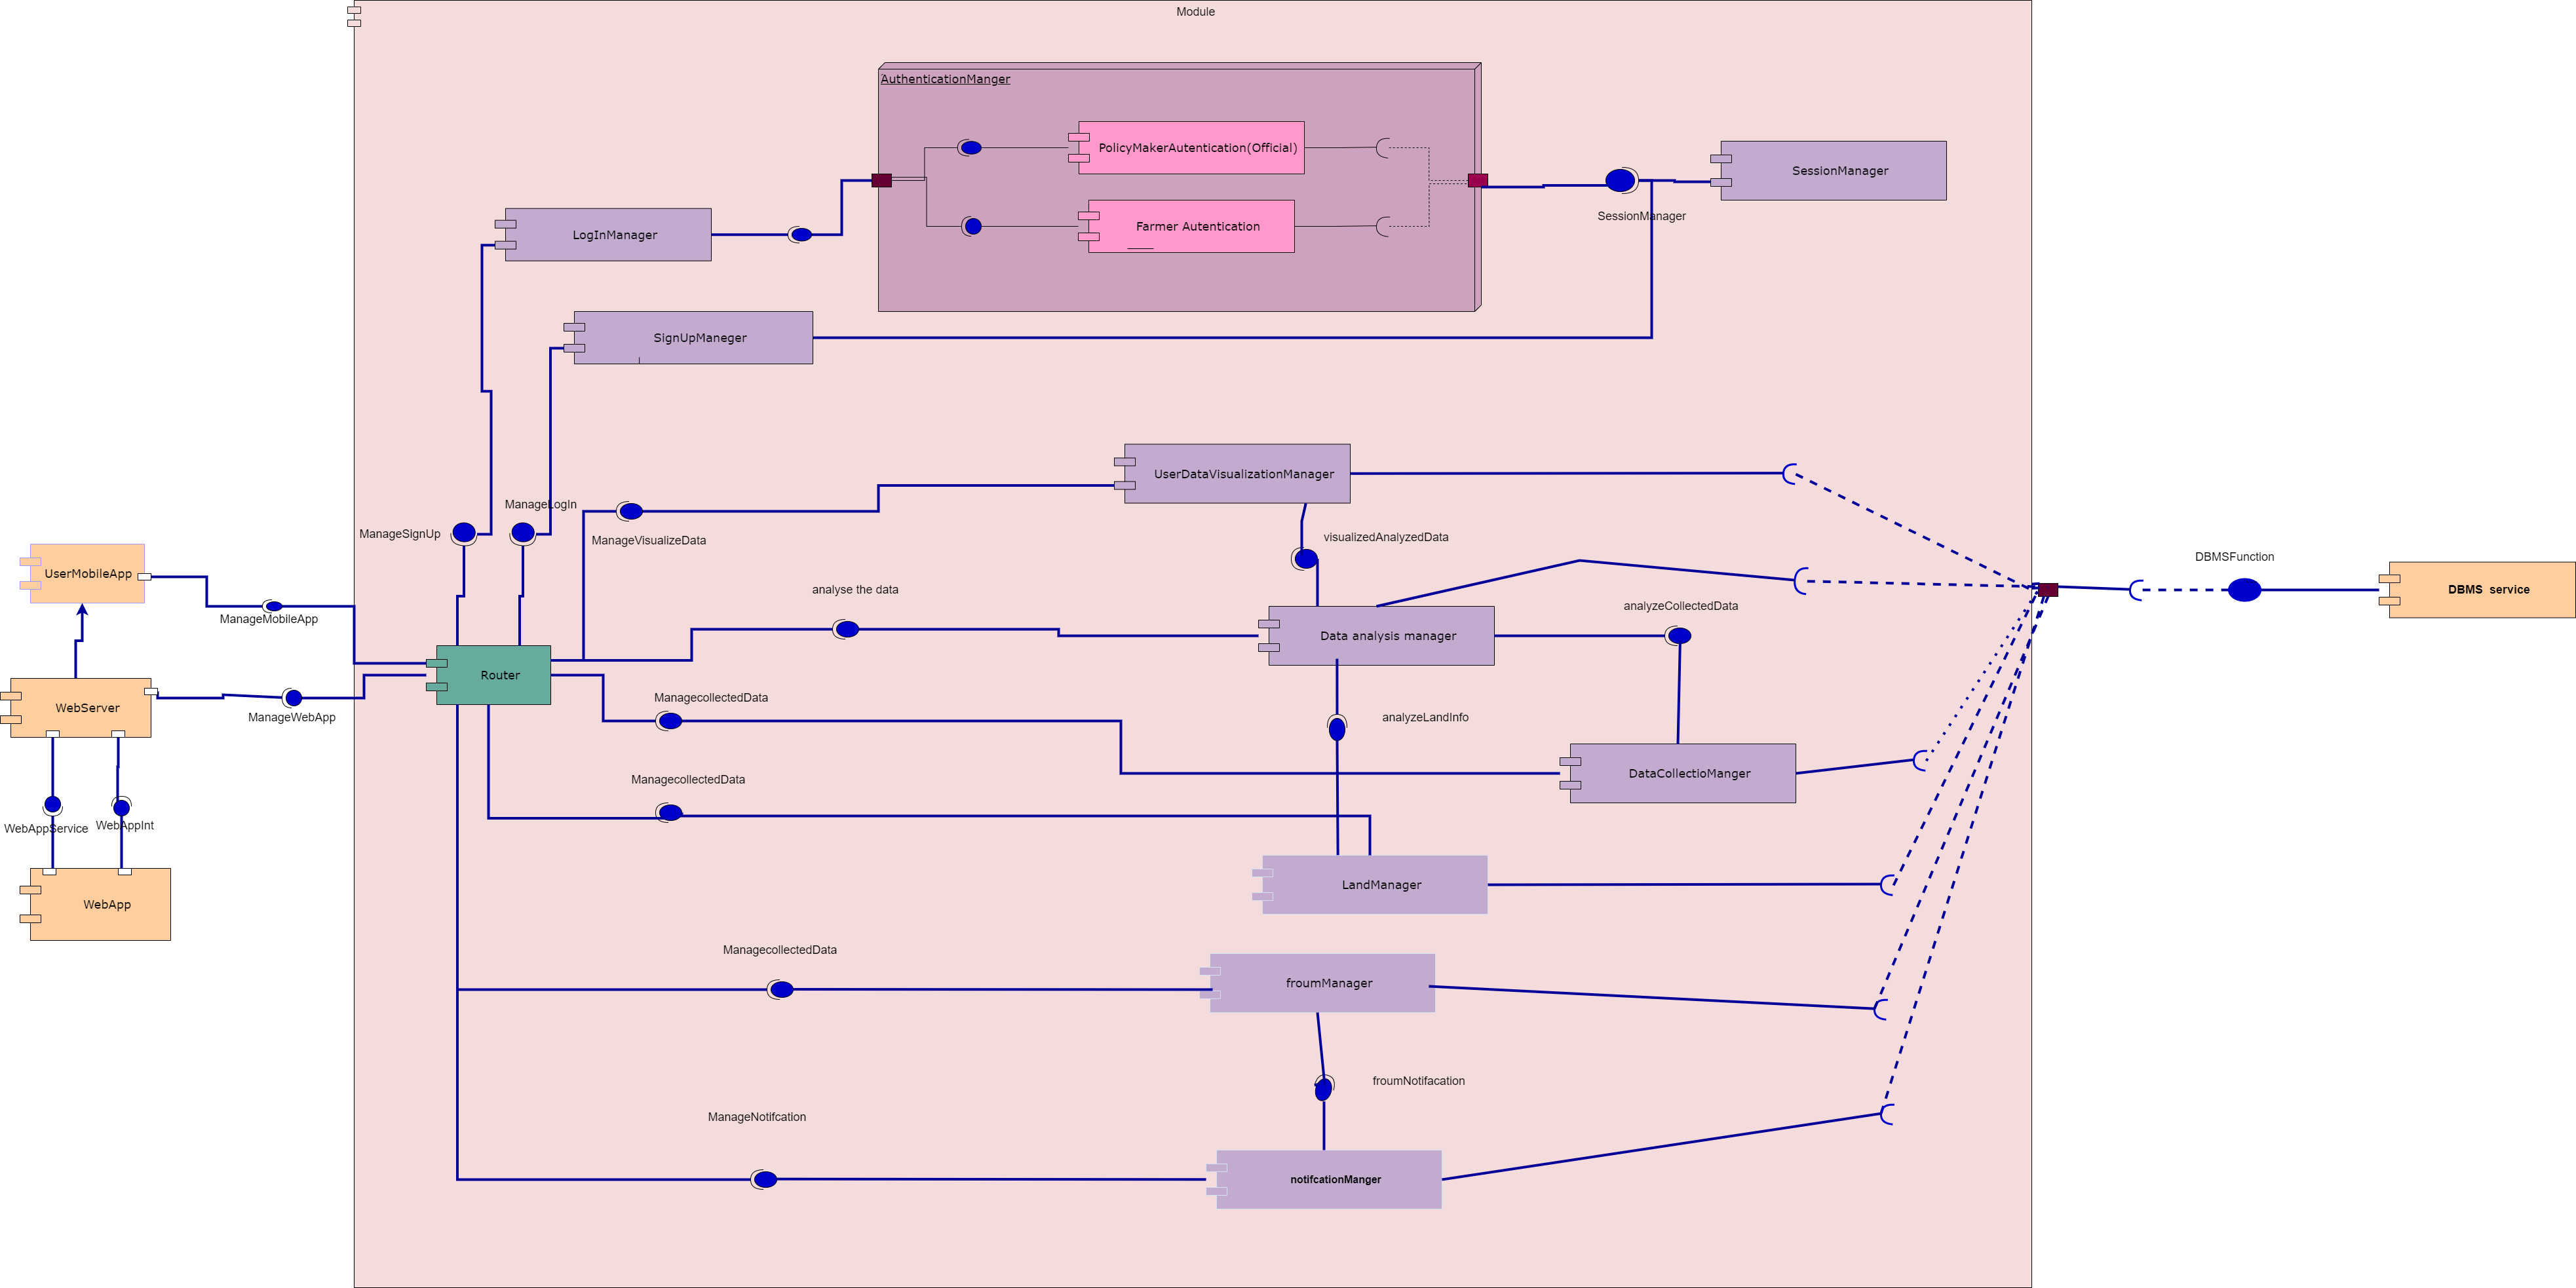 Module
AuthenticationManger
PolicyMakerAutentication(Official)
SessionManager
SessionManager
Farmer Autentication
LogInManager
SignUpManeger
UserDataVisualizationManager
ManageLogIn
ManageSignUp
ManageVisualizeData
visualizedAnalyzedData
DBMSFunction
UserMobileApp
analyse the data
DBMS service
analyzeCollectedData
ManageMobileApp
Data analysis manager
Router
ManagecollectedData
WebServer
ManageWebApp
analyzeLandInfo
DataCollectioManger
ManagecollectedData
WebAppService
WebAppInt
LandManager
WebApp
ManagecollectedData
froumManager
froumNotifacation
ManageNotifcation
notifcationManger